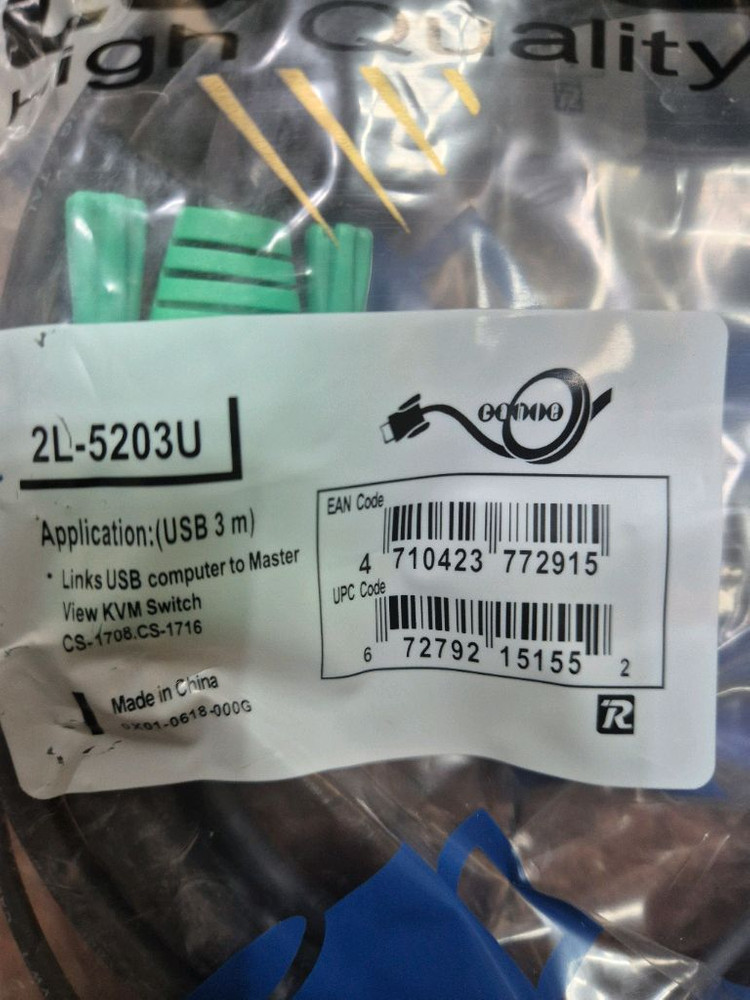 High Quality
2L-5203U
Application:(USB 3 m)
• Links USB computer to Master
View KVM Switch
CS-1708.CS-1716
Made in China
EAN Code
4 710423 772915
UPC Code
6 72792 15155 2
R